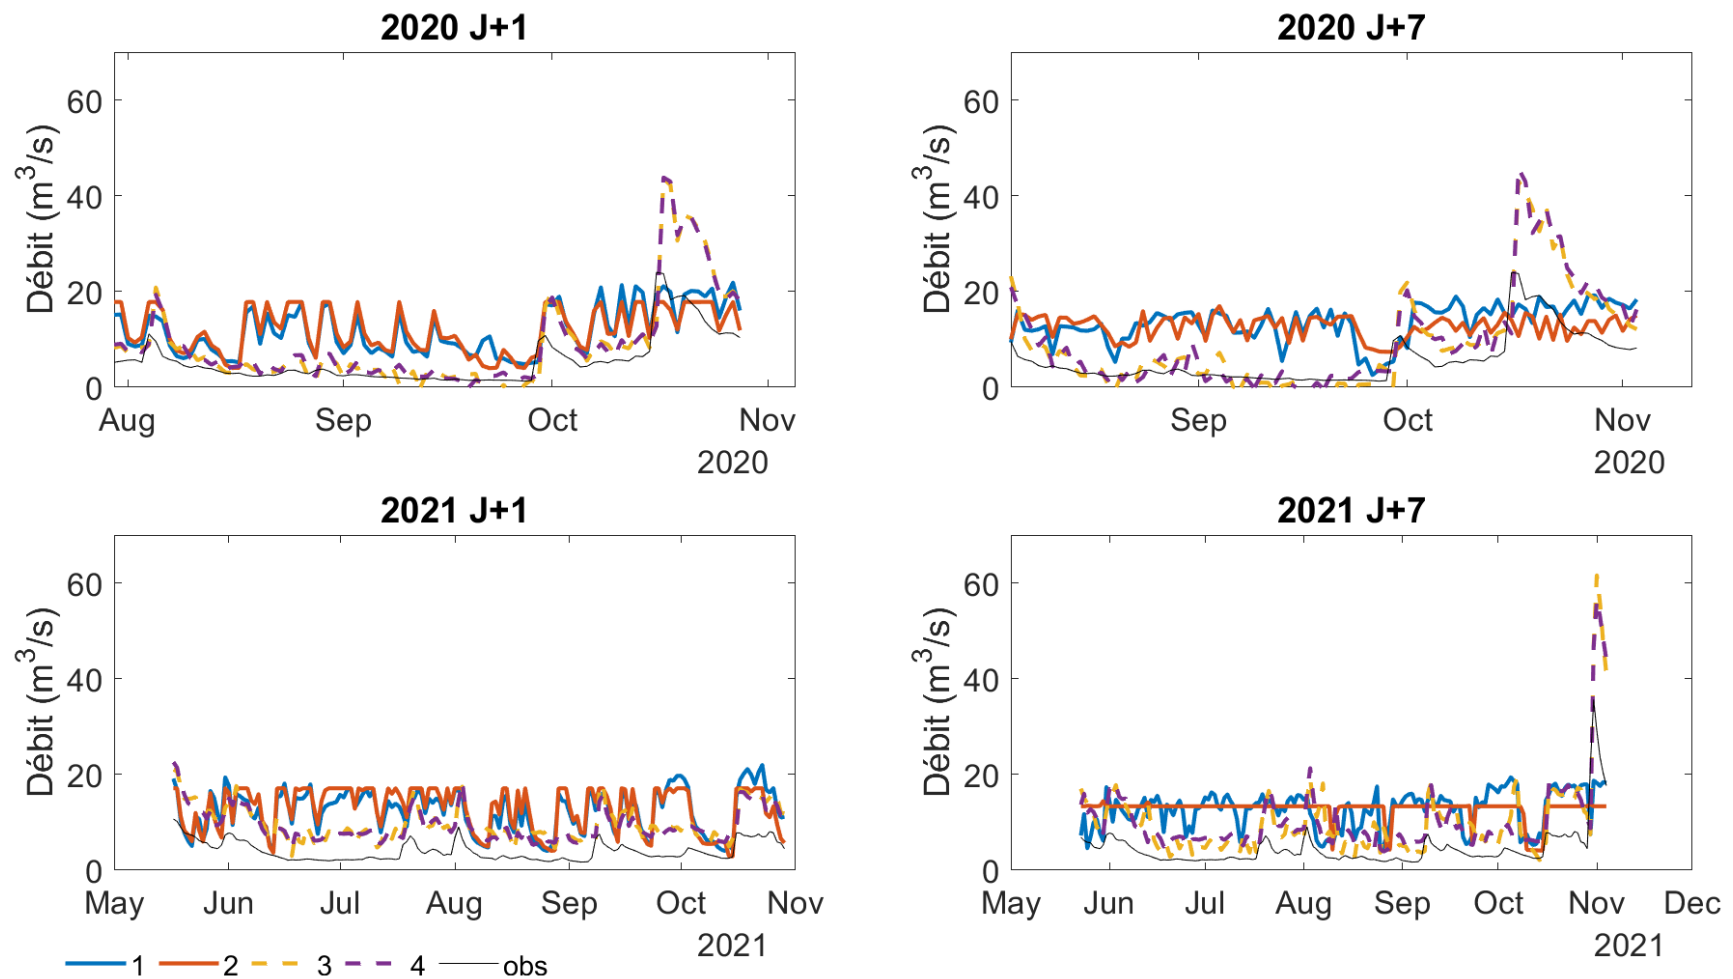 2020 J+1
Débit (m³/s)
60
40
20
0
Aug Sep Oct Nov
2020
2020 J+7
Débit (m³/s)
60
40
20
0
Sep Oct Nov
2020
2021 J+1
Débit (m³/s)
60
40
20
0
May Jun Jul Aug Sep Oct Nov
2021
2021 J+7
Débit (m³/s)
60
40
20
0
May Jun Jul Aug Sep Oct Nov Dec
2021
1 2 3 4 obs